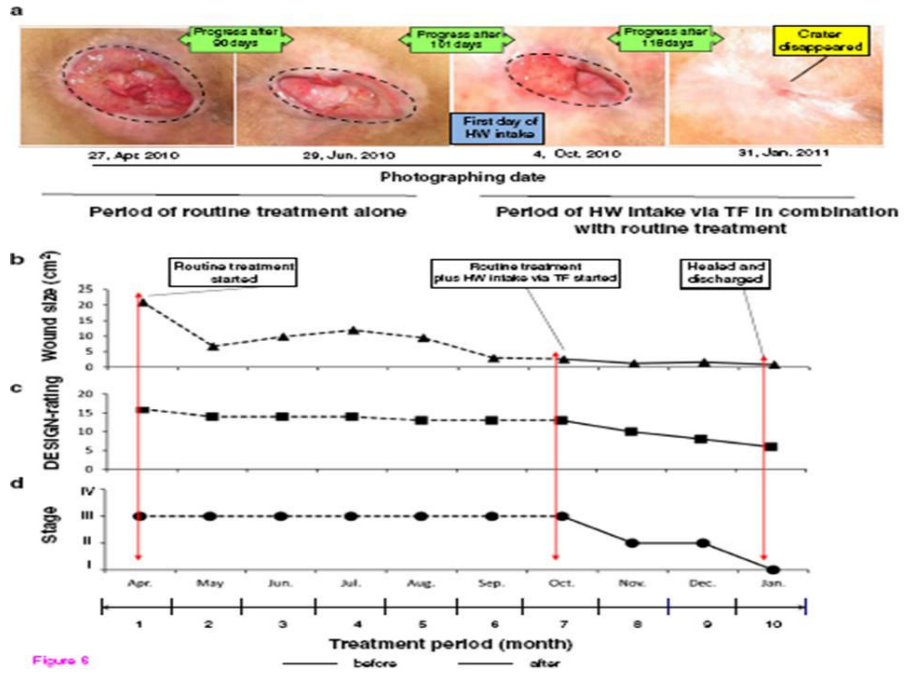 a
Progress after
90 days
Progress after
101 days
Progress after
118 days
Crater
disappeared
First day of
HW intake
27, Apr. 2010
29, Jun. 2010
4, Oct. 2010
31, Jan. 2011
Photographing date
Period of routine treatment alone
Period of HW intake via TF in combination
with routine treatment
b
Wound size (cm²)
25
20
15
10
5
0
Routine treatment
started
Routine treatment
plus HW intake via TF started
Healed and
discharged
c
DESIGN-rating
20
15
10
5
0
d
Stage
IV
III
II
I
Apr. May Jun. Jul. Aug. Sep. Oct. Nov. Dec. Jan.
1 2 3 4 5 6 7 8 9 10
Treatment period (month)
Figure 6
before after